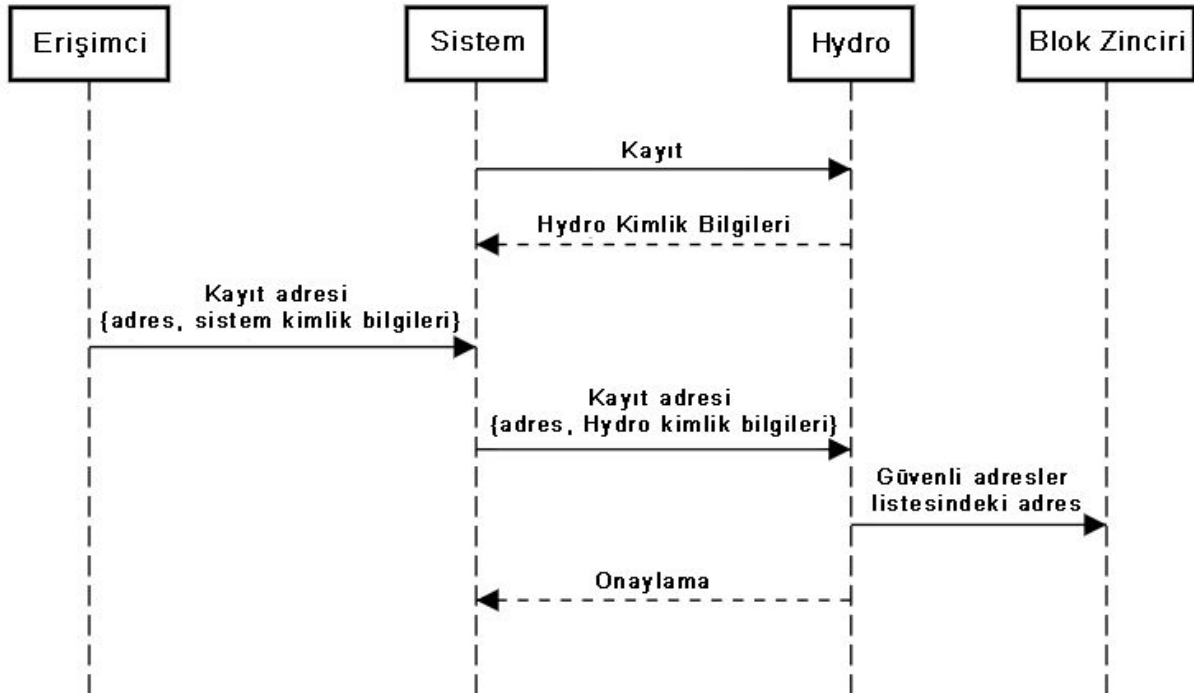 Erişimci
Sistem
Hydro
Blok Zinciri
Kayıt
Hydro Kimlik Bilgileri
Kayıt adresi
{adres, sistem kimlik bilgileri}
Kayıt adresi
{adres, Hydro kimlik bilgileri}
Güvenli adresler
listesindeki adres
Onaylama